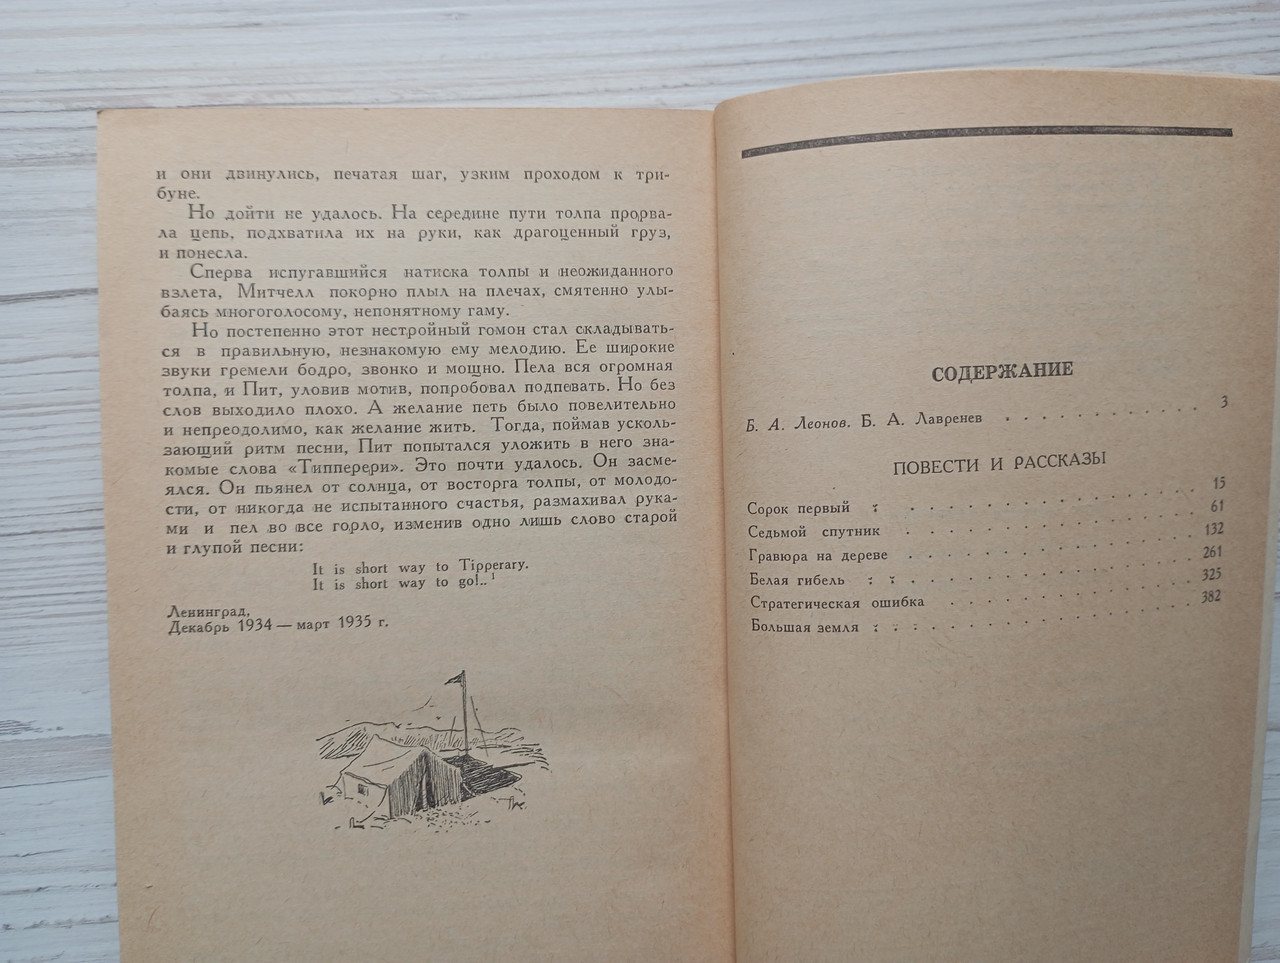 и они двинулись, печатая шаг, узким проходом к три-
буне.
Но дойти не удалось. На середине пути толпа прорва-
ла цепь, подхватила их на руки, как драгоценный груз,
и понесла.
Сперва испугавшийся натиска толпы и неожиданного
взлета, Митчелл покорно плыл на плечах, смятенно улы-
баясь многоголосому, непонятному гаму.
Но постепенно этот нестройный гомон стал складывать-
ся в правильную, незнакомую ему мелодию. Ее широкие
звуки гремели бодро, звонко и мощно. Пела вся огромная
толпа, и Пит, уловив мотив, попробовал подпевать. Но без
слов выходило плохо. А желание петь было повелительно
и непреодолимо, как желание жить. Тогда, поймав усколь-
зающий ритм песни, Пит попытался уложить в него зна-
комые слова «Типперери». Это почти удалось. Он засме-
ялся. Он пьянел от солнца, от восторга толпы, от молодо-
сти, от никогда не испытанного счастья, размахивал рука-
ми и пел во все горло, изменив одно лишь слово старой
и глупой песни:
It is short way to Tipperary.
It is short way to go!.. ¹
Ленинград,
Декабрь 1934 — март 1935 г.
СОДЕРЖАНИЕ
Б. А. Леонов. Б. А. Лавренев . . . . . . . . . . . . 3
ПОВЕСТИ И РАССКАЗЫ
Сорок первый . . . . . . . . . . . . 15
Седьмой спутник . . . . . . . . . . . . 61
Гравюра на дереве . . . . . . . . . . . . 132
Белая гибель . . . . . . . . . . . . 261
Стратегическая ошибка . . . . . . . . . . . . 325
Большая земля . . . . . . . . . . . . 382